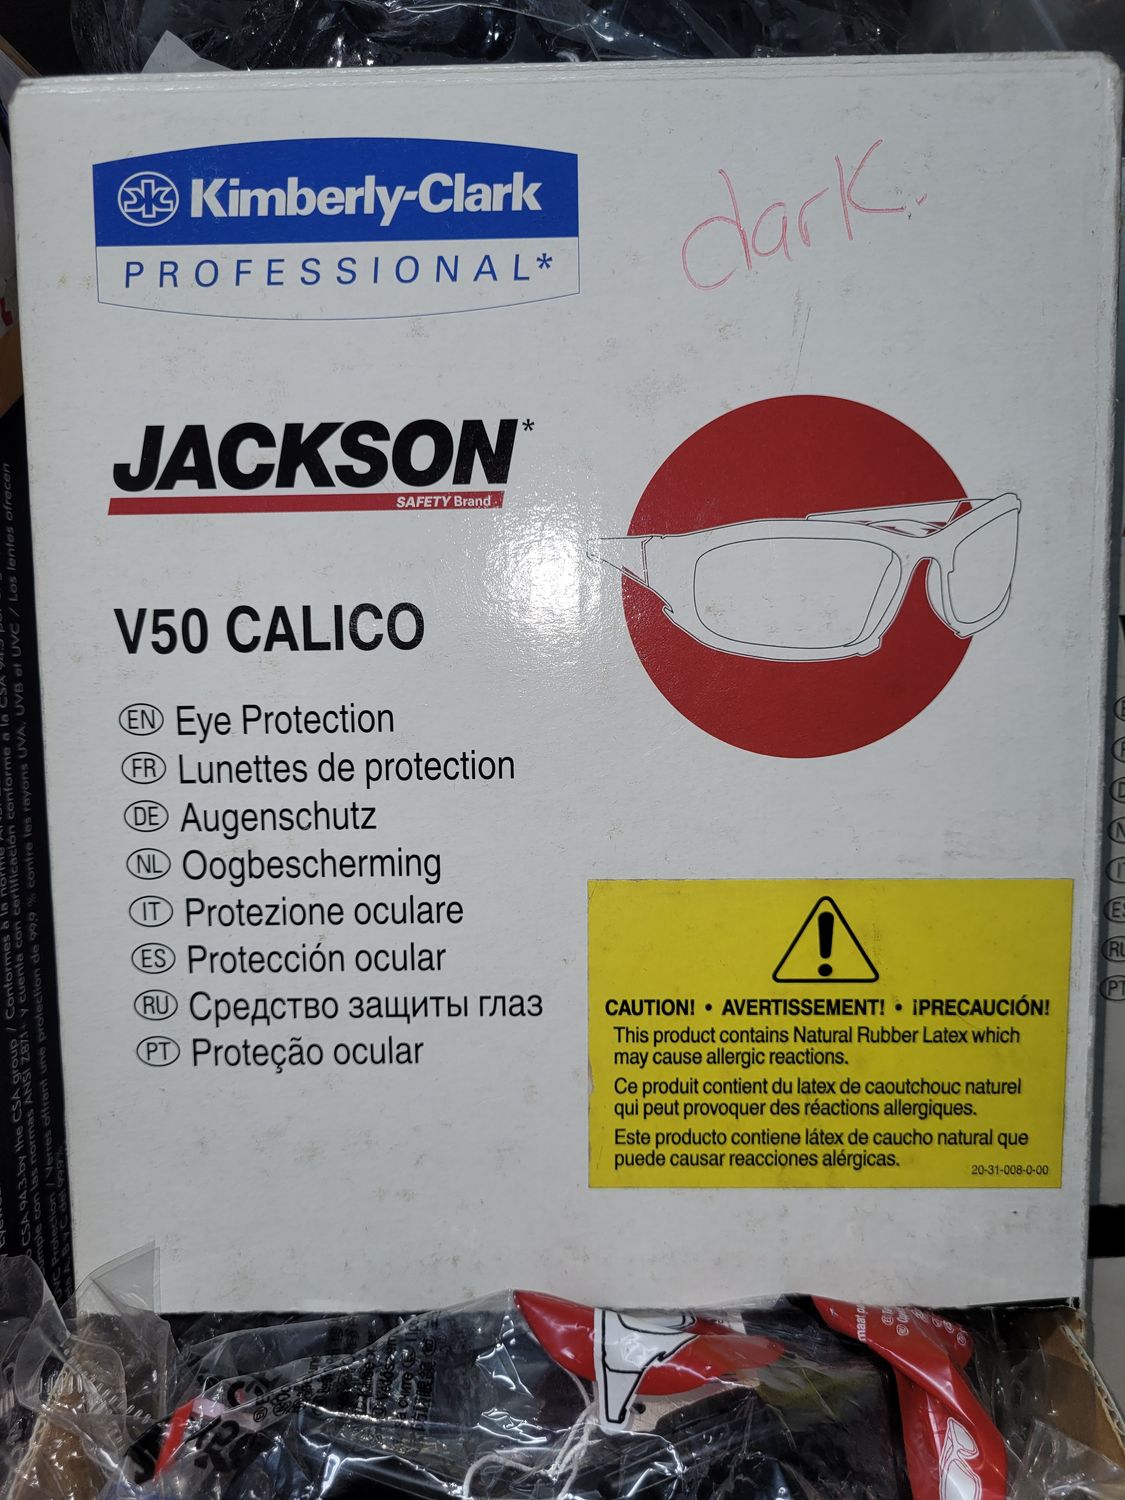 Kimberly-Clark
PROFESSIONAL*
dark.
JACKSON*
SAFETY Brand
V50 CALICO
EN Eye Protection
FR Lunettes de protection
DE Augenschutz
NL Oogbescherming
IT Protezione oculare
ES Protección ocular
RU Средство защиты глаз
PT Proteção ocular
CAUTION! • AVERTISSEMENT! • ¡PRECAUCIÓN!
This product contains Natural Rubber Latex which
may cause allergic reactions.
Ce produit contient du latex de caoutchouc naturel
qui peut provoquer des réactions allergiques.
Este producto contiene látex de caucho natural que
puede causar reacciones alérgicas.
20-31-008-0-00